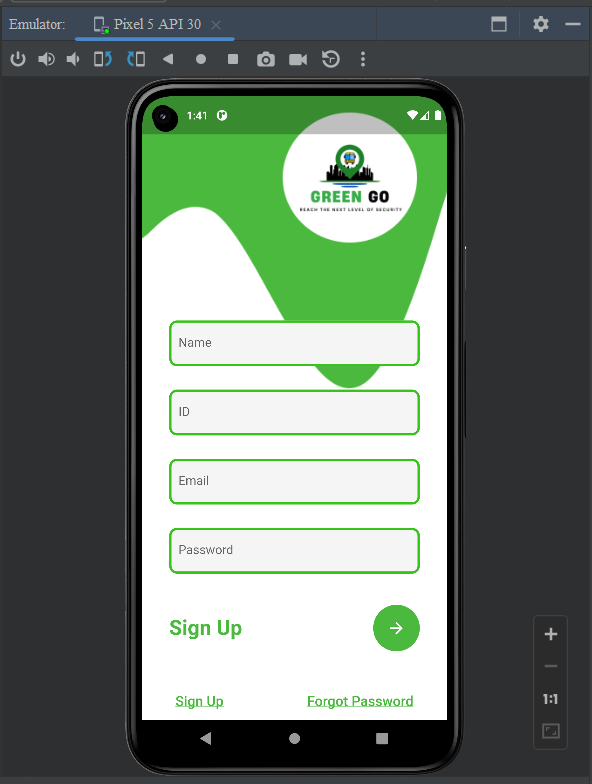 Emulator: Pixel 5 API 30
1:41
GREEN GO
REACH THE NEXT LEVEL OF SECURITY
Name
ID
Email
Password
Sign Up
Sign Up Forgot Password
1:1